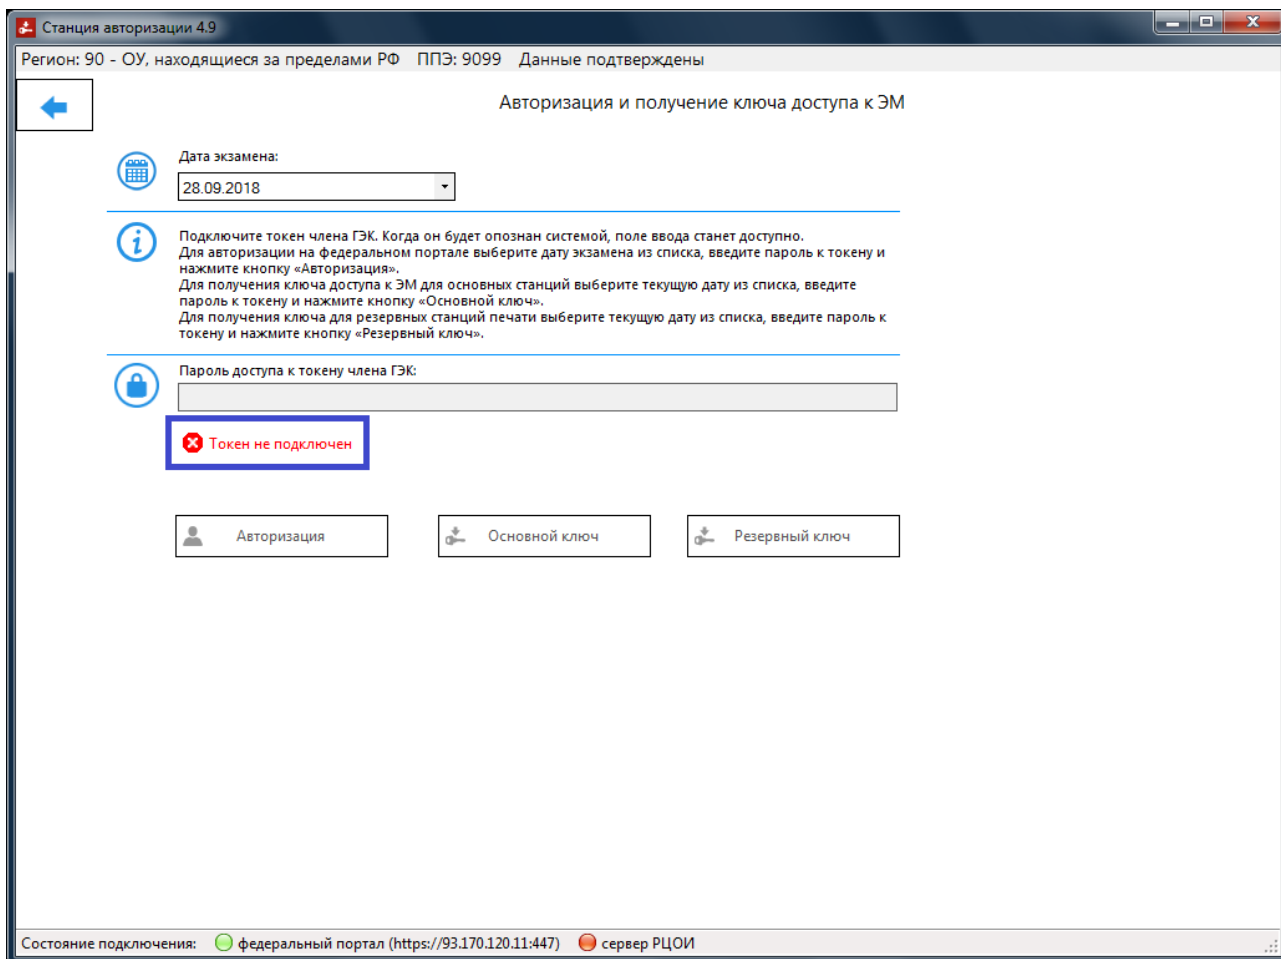 Станция авторизации 4.9
Регион: 90 - ОУ, находящиеся за пределами РФ ППЭ: 9099 Данные подтверждены
Авторизация и получение ключа доступа к ЭМ
Дата экзамена:
28.09.2018
Подключите токен члена ГЭК. Когда он будет опознан системой, поле ввода станет доступно.
Для авторизации на федеральном портале выберите дату экзамена из списка, введите пароль к токену и
нажмите кнопку «Авторизация».
Для получения ключа доступа к ЭМ для основных станций выберите текущую дату из списка, введите
пароль к токену и нажмите кнопку «Основной ключ».
Для получения ключа для резервных станций печати выберите текущую дату из списка, введите пароль к
токену и нажмите кнопку «Резервный ключ».
Пароль доступа к токену члена ГЭК:
Токен не подключен
Авторизация Основной ключ Резервный ключ
Состояние подключения: федеральный портал (https://93.170.120.11:447) сервер РЦОИ